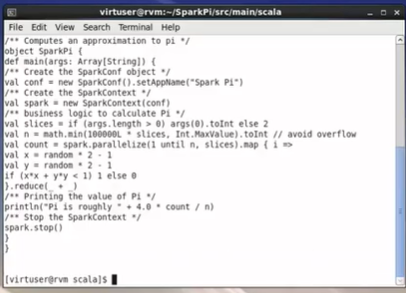 virtuser@rvm:~/SparkPi/src/main/scala
File Edit View Search Terminal Help
/** Computes an approximation to pi */
object SparkPi {
def main(args: Array[String]) {
/** Create the SparkConf object */
val conf = new SparkConf().setAppName("Spark Pi")
/** Create the SparkContext */
val spark = new SparkContext(conf)
/** business logic to calculate Pi */
val slices = if (args.length > 0) args(0).toInt else 2
val n = math.min(100000L * slices, Int.MaxValue).toInt // avoid overflow
val count = spark.parallelize(1 until n, slices).map { i =>
val x = random * 2 - 1
val y = random * 2 - 1
if (x*x + y*y < 1) 1 else 0
}.reduce(_ + _)
/** Printing the value of Pi */
println("Pi is roughly " + 4.0 * count / n)
/** Stop the SparkContext */
spark.stop()
}
}
[virtuser@rvm scala]$